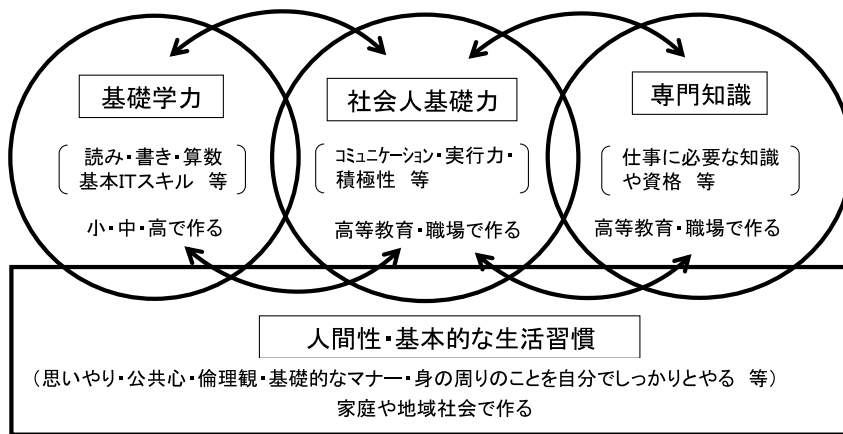 基礎学力
読み・書き・算数
基本ITスキル 等
小・中・高で作る
社会人基礎力
コミュニケーション・実行力・
積極性 等
高等教育・職場で作る
専門知識
仕事に必要な知識
や資格 等
高等教育・職場で作る
人間性・基本的な生活習慣
（思いやり・公共心・倫理観・基礎的なマナー・身の周りのことを自分でしっかりとやる 等）
家庭や地域社会で作る